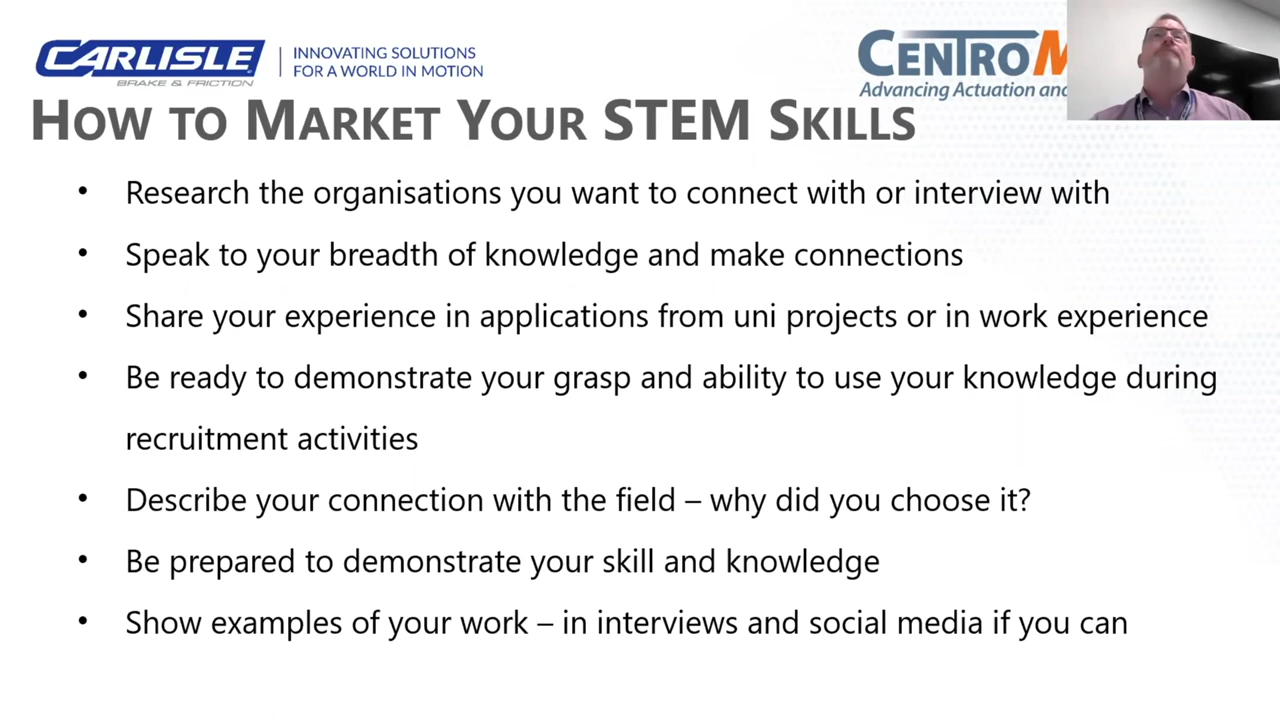 CARLISLE
BRAKE & FRICTION
INNOVATING SOLUTIONS
FOR A WORLD IN MOTION
CENTROM
Advancing Actuation and
HOW TO MARKET YOUR STEM SKILLS
• Research the organisations you want to connect with or interview with
• Speak to your breadth of knowledge and make connections
• Share your experience in applications from uni projects or in work experience
• Be ready to demonstrate your grasp and ability to use your knowledge during
recruitment activities
• Describe your connection with the field – why did you choose it?
• Be prepared to demonstrate your skill and knowledge
• Show examples of your work – in interviews and social media if you can